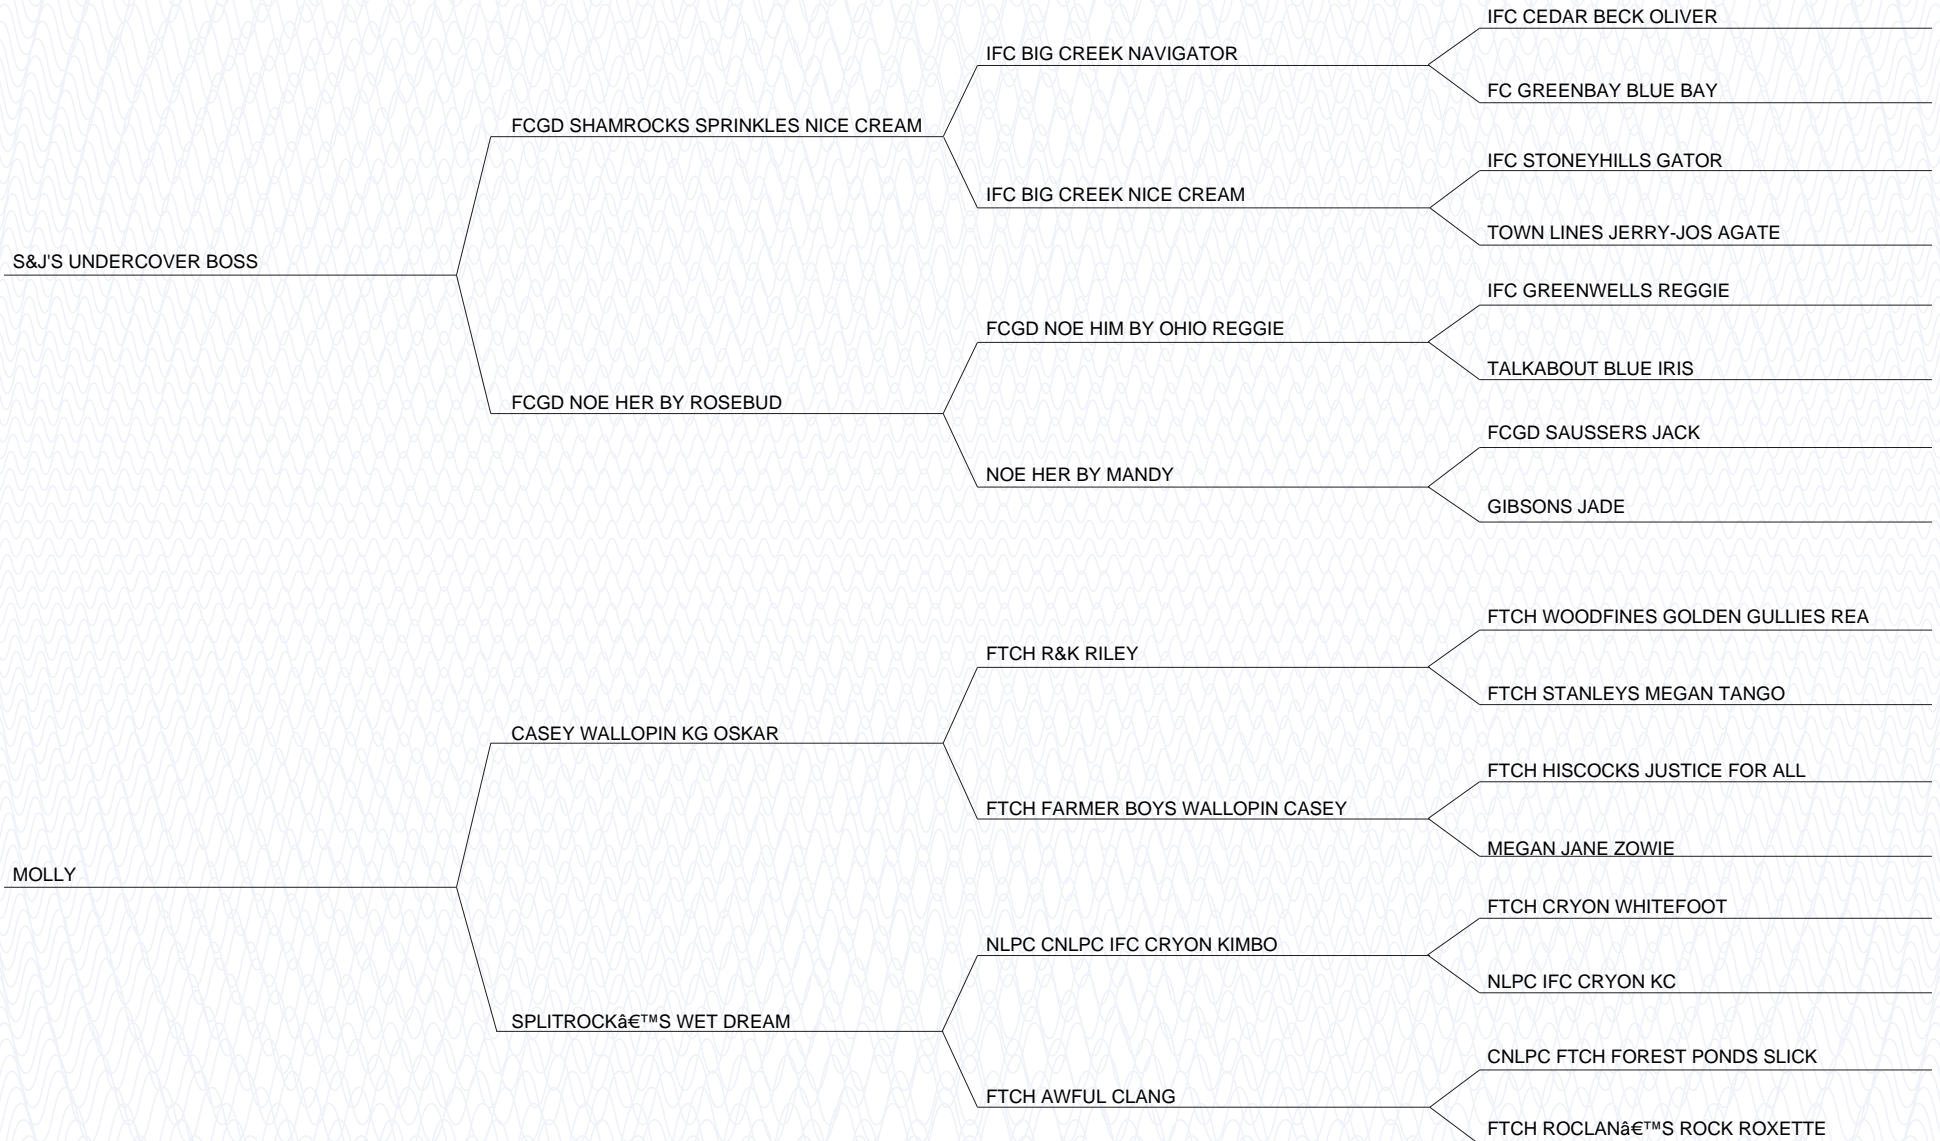 IFC CEDAR BECK OLIVER
IFC BIG CREEK NAVIGATOR
FC GREENBAY BLUE BAY
FCGD SHAMROCKS SPRINKLES NICE CREAM
IFC STONEYHILLS GATOR
IFC BIG CREEK NICE CREAM
TOWN LINES JERRY-JOS AGATE
S&J'S UNDERCOVER BOSS
IFC GREENWELLS REGGIE
FCGD NOE HIM BY OHIO REGGIE
TALKABOUT BLUE IRIS
FCGD NOE HER BY ROSEBUD
FCGD SAUSSERS JACK
NOE HER BY MANDY
GIBSONS JADE
FTCH WOODFINES GOLDEN GULLIES REA
FTCH R&K RILEY
FTCH STANLEYS MEGAN TANGO
CASEY WALLOPIN KG OSKAR
FTCH HISCOCKS JUSTICE FOR ALL
FTCH FARMER BOYS WALLOPIN CASEY
MEGAN JANE ZOWIE
MOLLY
FTCH CRYON WHITEFOOT
NLPC CNLPC IFC CRYON KIMBO
NLPC IFC CRYON KC
SPLITROCKâ€™S WET DREAM
CNLPC FTCH FOREST PONDS SLICK
FTCH AWFUL CLANG
FTCH ROCLANâ€™S ROCK ROXETTE